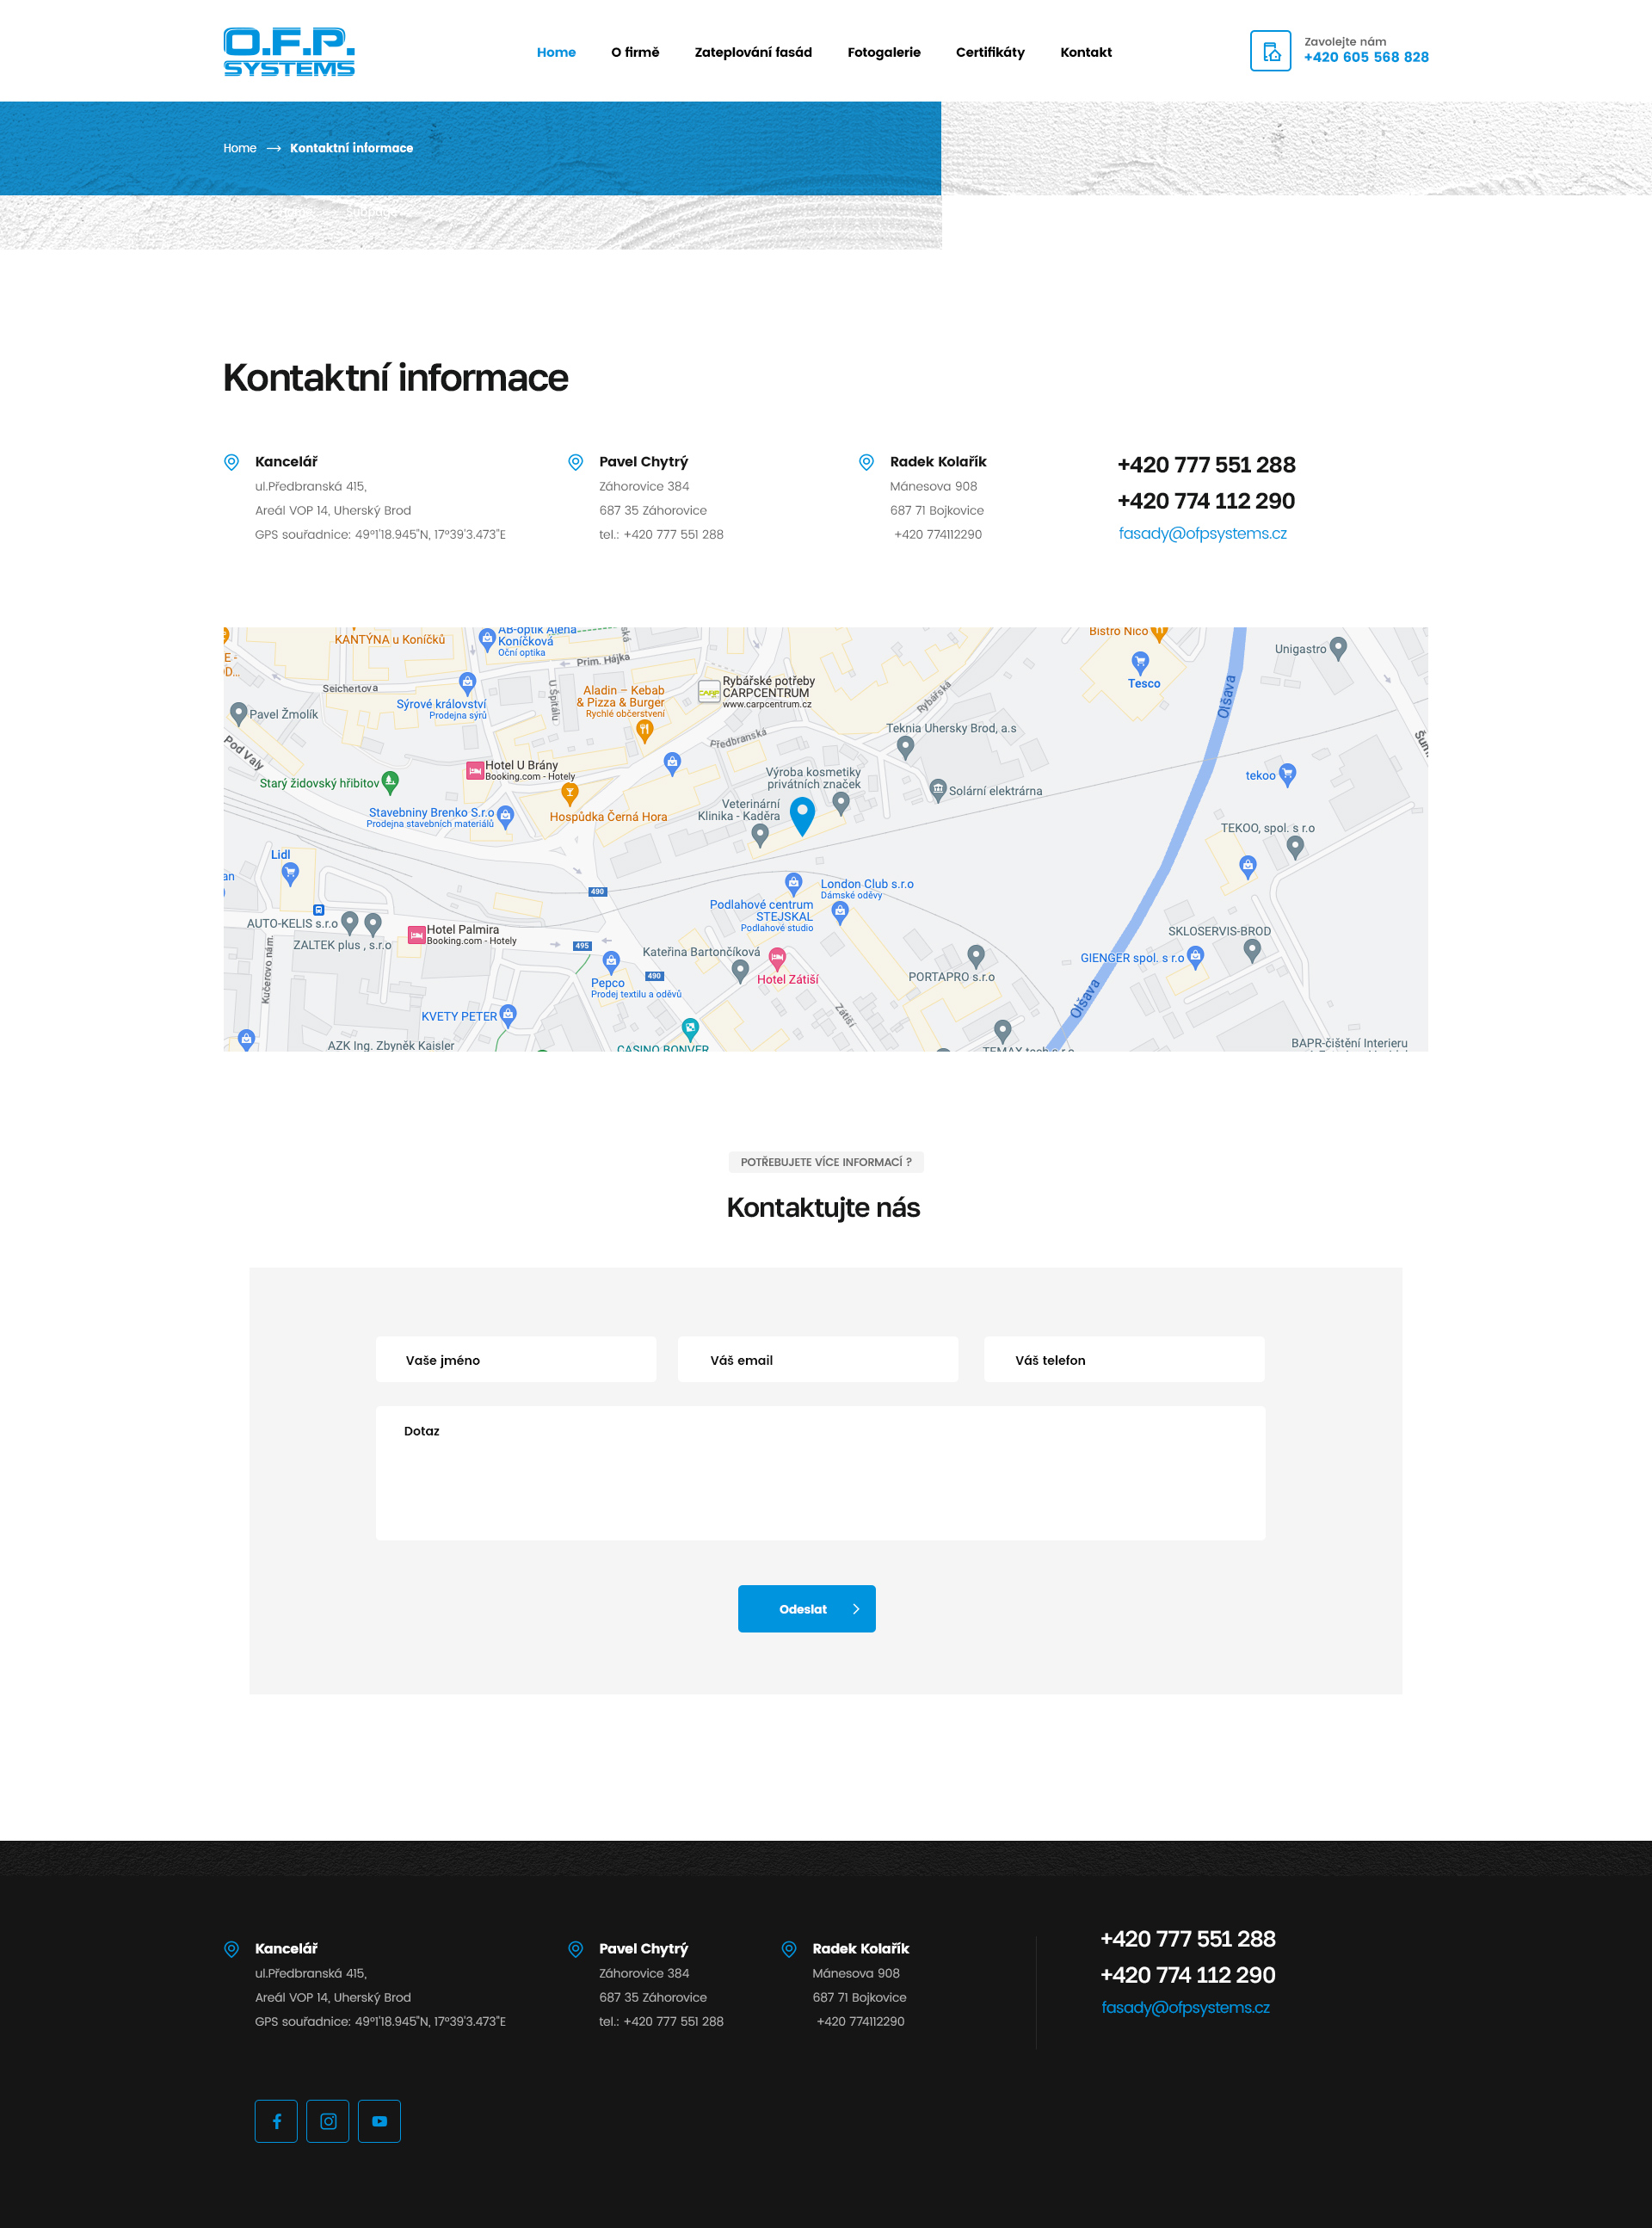 O.F.P.
SYSTEMS
Home
O firmě
Zateplování fasád
Fotogalerie
Certifikáty
Kontakt
Zavolejte nám
+420 605 568 828
Home
Kontaktní informace
Kontaktní informace
Kancelář
ul.Předbranská 415,
Areál VOP 14, Uherský Brod
GPS souřadnice: 49°1'18.945"N, 17°39'3.473"E
Pavel Chytrý
Záhorovice 384
687 35 Záhorovice
tel.: +420 777 551 288
Radek Kolařík
Mánesova 908
687 71 Bojkovice
+420 774112290
+420 777 551 288
+420 774 112 290
fasady@ofpsystems.cz
KANTÝNA u Koníčků
AB-optik Alena
Koníčková
Oční optika
Prim. Hájka
Bistro Nico
Unigastro
Tesco
Seichertova
U Špitálu
Sýrové království
Prodejna sýrů
Aladin – Kebab
& Pizza & Burger
Rychlé občerstvení
Rybářské potřeby
CARPCENTRUM
www.carpcentrum.cz
Rybářská
Olšava
Pavel Žmolík
Pod Valy
Předbranská
Teknia Uhersky Brod, a.s
Hotel U Brány
Booking.com - Hotely
Starý židovský hřbitov
Výroba kosmetiky
privátních značek
tekoo
Solární elektrárna
Stavebniny Brenko S.r.o
Prodejna stavebních materiálů
Hospůdka Černá Hora
Veterinární
Klinika - Kaděra
TEKOO, spol. s r.o
Lidl
490
London Club s.r.o
Dámské oděvy
Podlahové centrum
STEJSKAL
Podlahové studio
AUTO-KELIS s.r.o
ZALTEK plus , s.r.o
Hotel Palmira
Booking.com - Hotely
495
Kučerovo nám.
Kateřina Bartončíková
490
Hotel Zátiší
SKLOSERVIS-BROD
GIENGER spol. s r.o
PORTAPRO s.r.o
Pepco
Prodej textilu a oděvů
Zátiší
Olšava
KVETY PETER
AZK Ing. Zbyněk Kaisler
CASINO BONVER
TEMAX tech s.r.o
BAPR-čištění Interieru
POTŘEBUJETE VÍCE INFORMACÍ ?
Kontaktujte nás
Vaše jméno
Váš email
Váš telefon
Dotaz
Odeslat
Kancelář
ul.Předbranská 415,
Areál VOP 14, Uherský Brod
GPS souřadnice: 49°1'18.945"N, 17°39'3.473"E
Pavel Chytrý
Záhorovice 384
687 35 Záhorovice
tel.: +420 777 551 288
Radek Kolařík
Mánesova 908
687 71 Bojkovice
+420 774112290
+420 777 551 288
+420 774 112 290
fasady@ofpsystems.cz